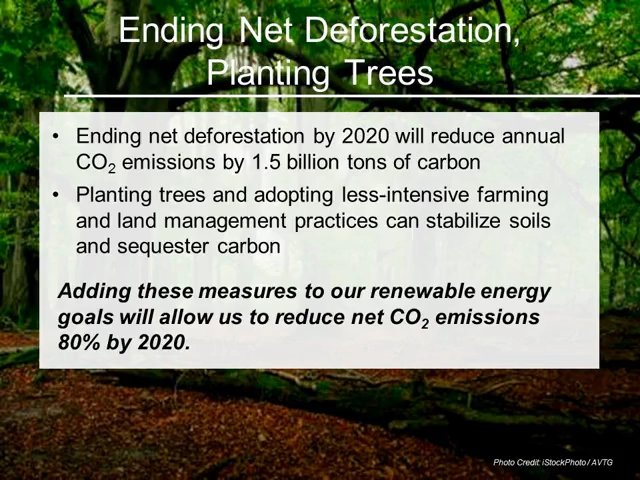 Ending Net Deforestation,
Planting Trees
• Ending net deforestation by 2020 will reduce annual
CO₂ emissions by 1.5 billion tons of carbon
• Planting trees and adopting less-intensive farming
and land management practices can stabilize soils
and sequester carbon
Adding these measures to our renewable energy
goals will allow us to reduce net CO₂ emissions
80% by 2020.
Photo Credit: iStockPhoto / AVTG